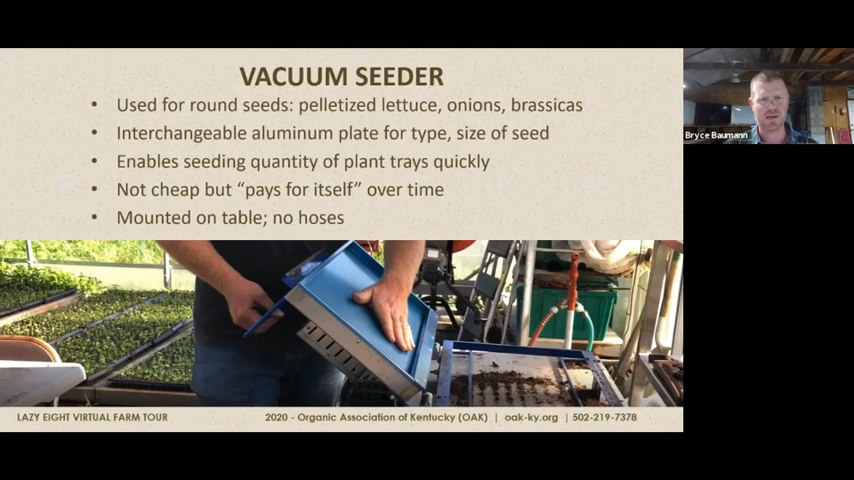 VACUUM SEEDER
• Used for round seeds: pelletized lettuce, onions, brassicas
• Interchangeable aluminum plate for type, size of seed
• Enables seeding quantity of plant trays quickly
• Not cheap but “pays for itself” over time
• Mounted on table; no hoses
Bryce Baumann
LAZY EIGHT VIRTUAL FARM TOUR 2020 - Organic Association of Kentucky (OAK) | oak-ky.org | 502-219-7378